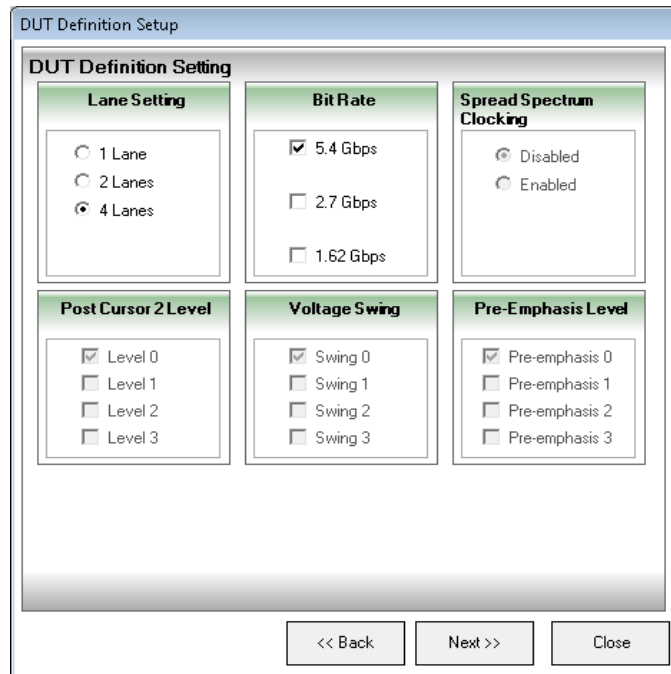 DUT Definition Setup
DUT Definition Setting
Lane Setting
1 Lane
2 Lanes
4 Lanes
Bit Rate
5.4 Gbps
2.7 Gbps
1.62 Gbps
Spread Spectrum
Clocking
Disabled
Enabled
Post Cursor 2 Level
Level 0
Level 1
Level 2
Level 3
Voltage Swing
Swing 0
Swing 1
Swing 2
Swing 3
Pre-Emphasis Level
Pre-emphasis 0
Pre-emphasis 1
Pre-emphasis 2
Pre-emphasis 3
<< Back
Next >>
Close